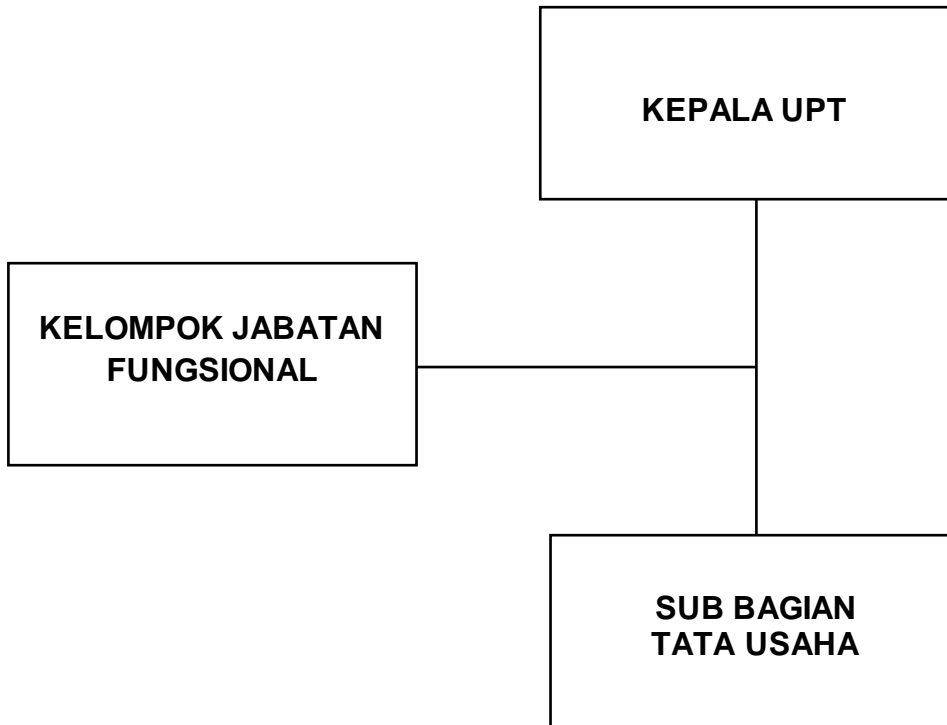 KEPALA UPT
KELOMPOK JABATAN
FUNGSIONAL
SUB BAGIAN
TATA USAHA